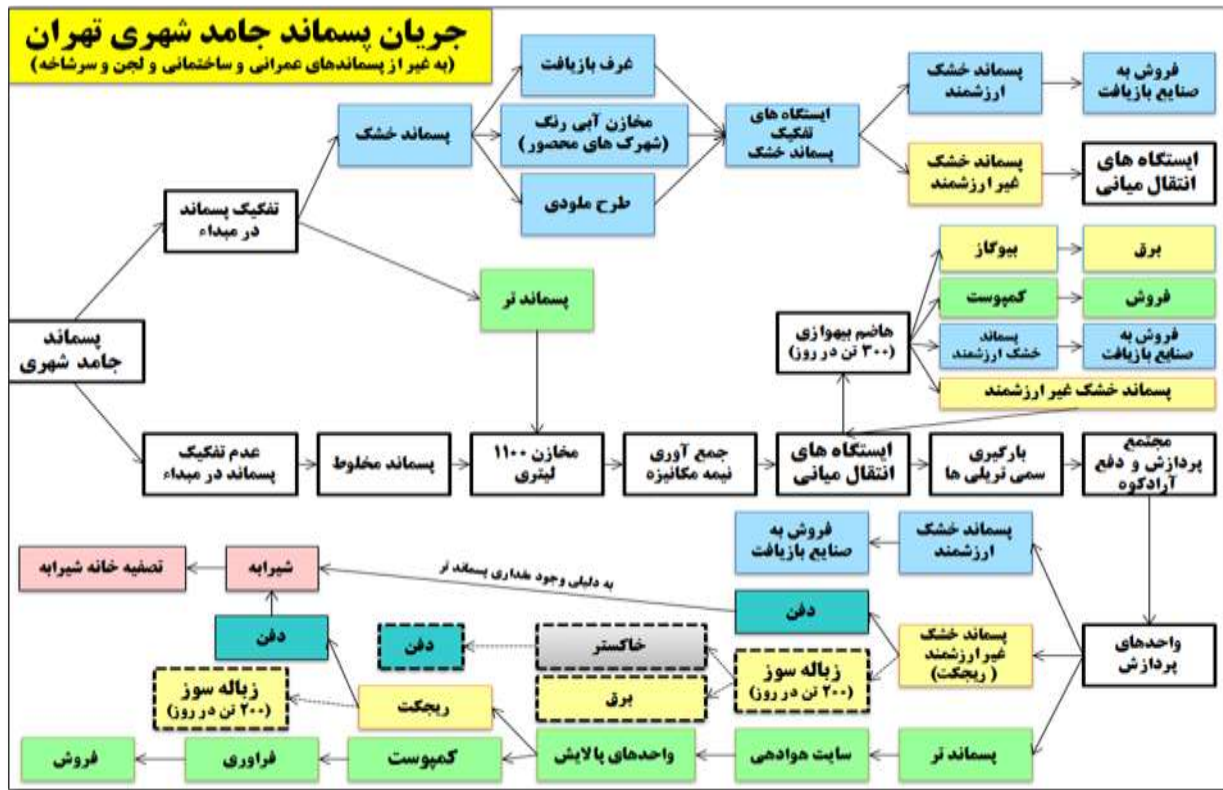 جریان پسماند جامد شهری تهران
(به غیر از پسماندهای عمرانی و ساختمانی و لجن و سرشاخه)
پسماند
جامد شهری
تفکیک پسماند
در مبداء
پسماند خشک
غرف بازیافت
مخازن آبی رنگ
(شهرک های محصور)
طرح ملودی
ایستگاه های
تفکیک
پسماند خشک
پسماند خشک
ارزشمند
فروش به
صنایع بازیافت
پسماند خشک
غیر ارزشمند
ایستگاه های
انتقال میانی
پسماند تر
هاضم بیهوازی
(۳۰۰ تن در روز)
بیوگاز
برق
کمپوست
فروش
پسماند
خشک ارزشمند
فروش به
صنایع بازیافت
پسماند خشک غیر ارزشمند
عدم تفکیک
پسماند در مبداء
پسماند مخلوط
مخازن ۱۱۰۰
لیتری
جمع آوری
نیمه مکانیزه
ایستگاه های
انتقال میانی
بارگیری
سمی تریلی ها
مجتمع
پردازش و دفع
آرادکوه
واحدهای
پردازش
پسماند خشک
ارزشمند
فروش به
صنایع بازیافت
پسماند خشک
غیر ارزشمند
(ریجکت)
دفن
به دلیلی وجود مقداری پسماند تر
شیرابه
تصفیه خانه شیرابه
زباله سوز
(۲۰۰ تن در روز)
خاکستر
دفن
برق
پسماند تر
سایت هوادهی
واحدهای پالایش
ریجکت
دفن
زباله سوز
(۲۰۰ تن در روز)
کمپوست
فراوری
فروش